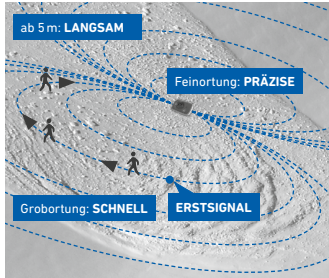 ab 5 m: LANGSAM
Feinortung: PRÄZISE
Grobortung: SCHNELL
ERSTSIGNAL